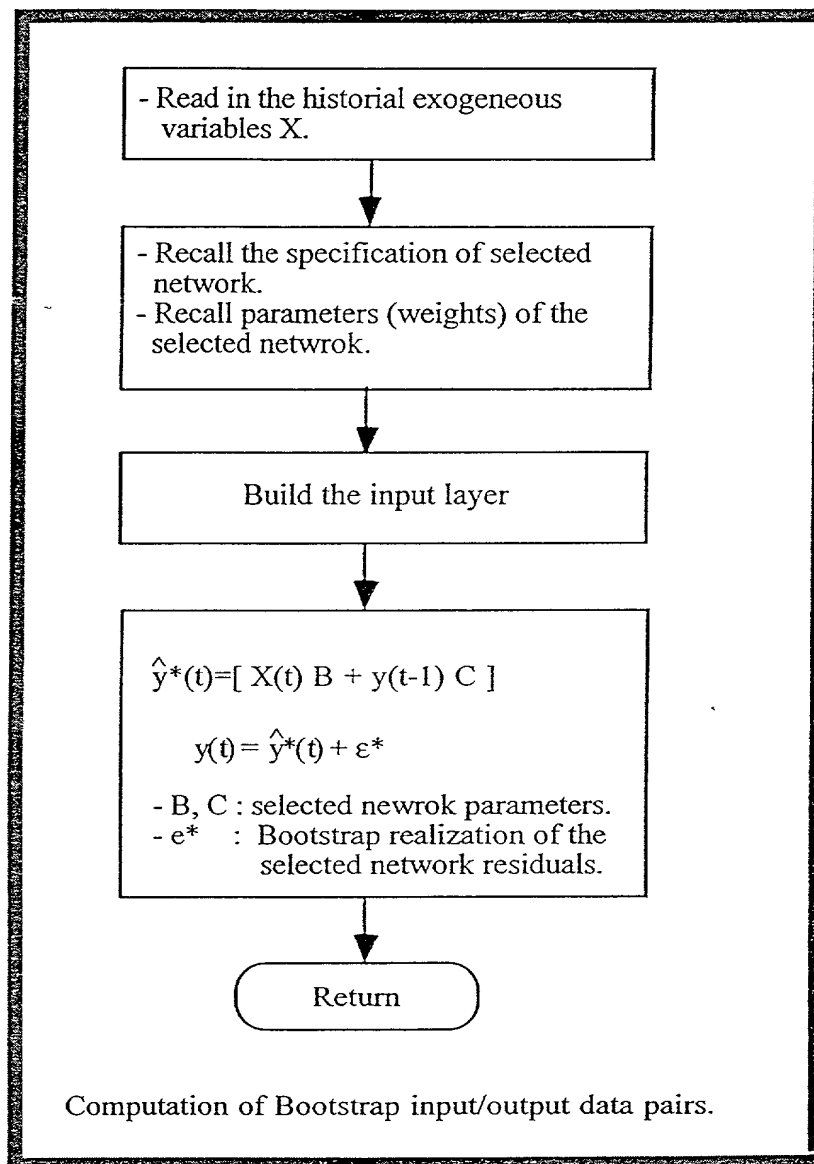 - Read in the historial exogeneous
variables X.
- Recall the specification of selected
network.
- Recall parameters (weights) of the
selected netwrok.
Build the input layer
ŷ*(t)=[ X(t) B + y(t-1) C ]
y(t) = ŷ*(t) + ε*
- B, C : selected newrok parameters.
- e* : Bootstrap realization of the
selected network residuals.
Return
Computation of Bootstrap input/output data pairs.